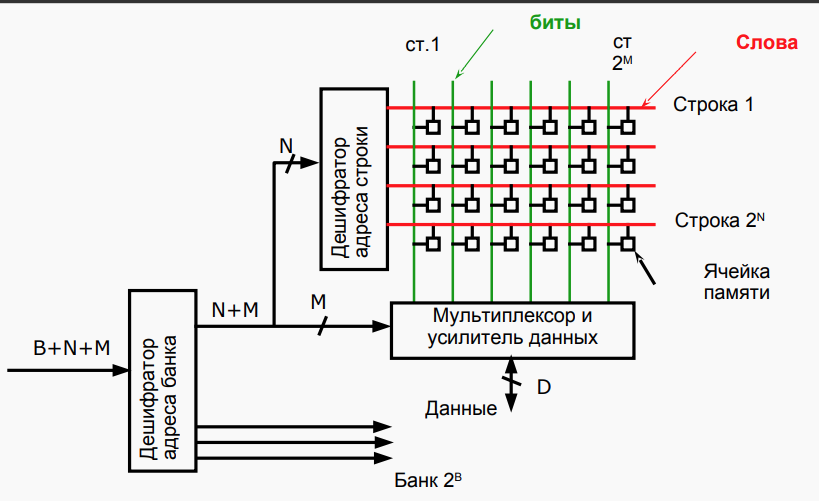 биты
ст.1
ст
2ᴹ
Слова
Строка 1
N
Дешифратор
адреса строки
Строка 2ᴺ
Ячейка
памяти
N+M
M
Мультиплексор и
усилитель данных
B+N+M
Дешифратор
адреса банка
D
Данные
Банк 2ᴮ